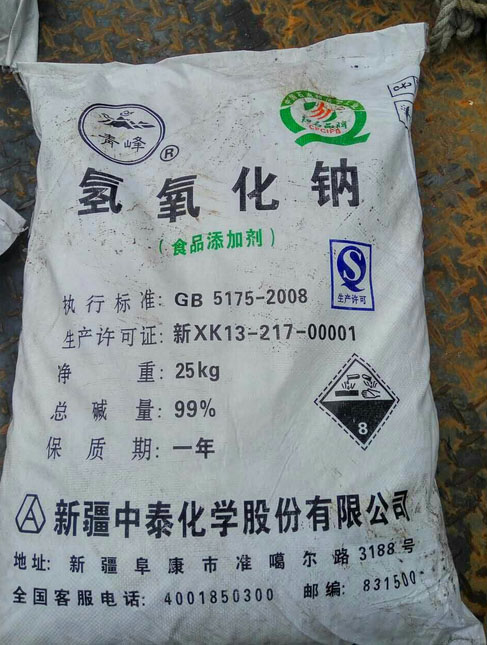 青峰 ®
CFGIPB
氢氧化钠
(食品添加剂)
生产许可
执行标准: GB 5175-2008
生产许可证: 新XK13-217-00001
净 重: 25kg
总碱量: 99%
保质期: 一年
8
新疆中泰化学股份有限公司
地址: 新疆阜康市准噶尔路3188号
全国客服电话: 4001850300 邮编: 831500